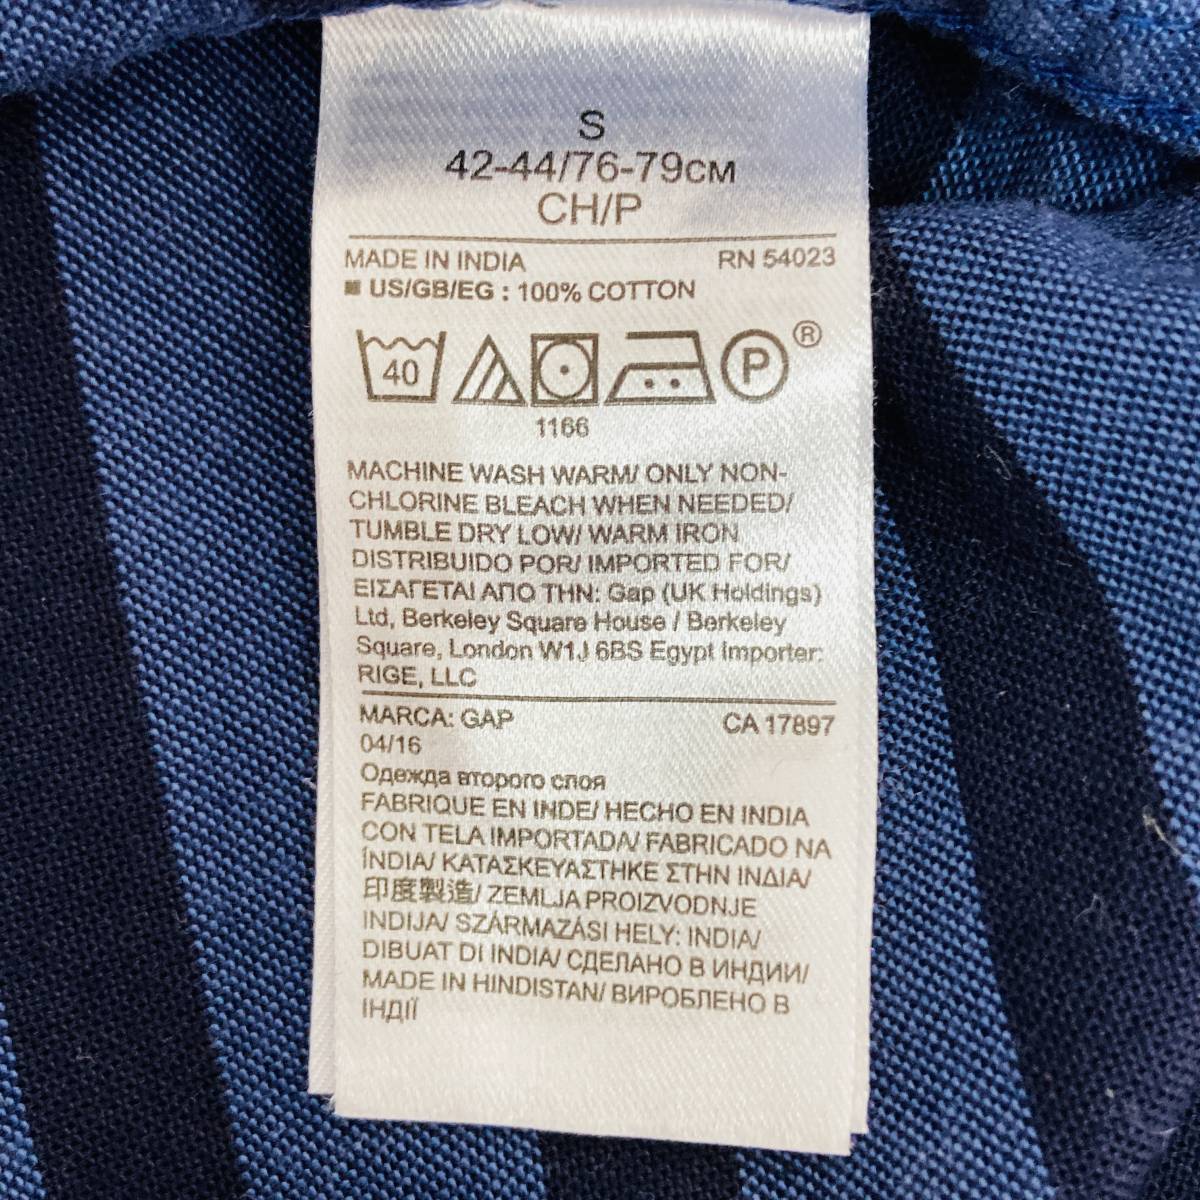 S
42-44/76-79CM
CH/P
MADE IN INDIA RN 54023
US/GB/EG : 100% COTTON
40 P ®
1166
MACHINE WASH WARM/ ONLY NON-
CHLORINE BLEACH WHEN NEEDED/
TUMBLE DRY LOW/ WARM IRON
DISTRIBUIDO POR/ IMPORTED FOR/
ΕΙΣΑΓΕΤΑΙ ΑΠΟ ΤΗΝ: Gap (UK Holdings)
Ltd, Berkeley Square House / Berkeley
Square, London W1J 6BS Egypt Importer:
RIGE, LLC
MARCA: GAP CA 17897
04/16
Одежда второго слоя
FABRIQUE EN INDE/ HECHO EN INDIA
CON TELA IMPORTADA/ FABRICADO NA
ÍNDIA/ ΚΑΤΑΣΚΕΥΑΣΤΗΚΕ ΣΤΗΝ ΙΝΔΙΑ/
印度製造/ ZEMLJA PROIZVODNJE
INDIJA/ SZÁRMAZÁSI HELY: INDIA/
DIBUAT DI INDIA/ СДЕЛАНО В ИНДИИ/
MADE IN HINDISTAN/ ВИРОБЛЕНО В
ІНДІЇ